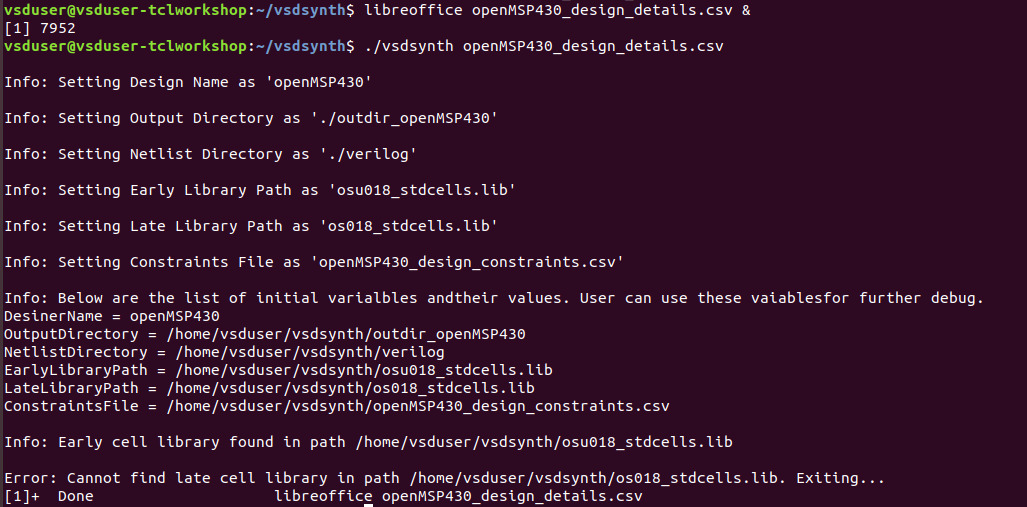 vsduser@vsduser-tclworkshop:~/vsdsynth$ libreoffice openMSP430_design_details.csv &
[1] 7952
vsduser@vsduser-tclworkshop:~/vsdsynth$ ./vsdsynth openMSP430_design_details.csv
Info: Setting Design Name as 'openMSP430'
Info: Setting Output Directory as './outdir_openMSP430'
Info: Setting Netlist Directory as './verilog'
Info: Setting Early Library Path as 'osu018_stdcells.lib'
Info: Setting Late Library Path as 'os018_stdcells.lib'
Info: Setting Constraints File as 'openMSP430_design_constraints.csv'
Info: Below are the list of initial varialbles andtheir values. User can use these vaiablesfor further debug.
DesinerName = openMSP430
OutputDirectory = /home/vsduser/vsdsynth/outdir_openMSP430
NetlistDirectory = /home/vsduser/vsdsynth/verilog
EarlyLibraryPath = /home/vsduser/vsdsynth/osu018_stdcells.lib
LateLibraryPath = /home/vsduser/vsdsynth/os018_stdcells.lib
ConstraintsFile = /home/vsduser/vsdsynth/openMSP430_design_constraints.csv
Info: Early cell library found in path /home/vsduser/vsdsynth/osu018_stdcells.lib
Error: Cannot find late cell library in path /home/vsduser/vsdsynth/os018_stdcells.lib. Exiting...
[1]+  Done                    libreoffice openMSP430_design_details.csv